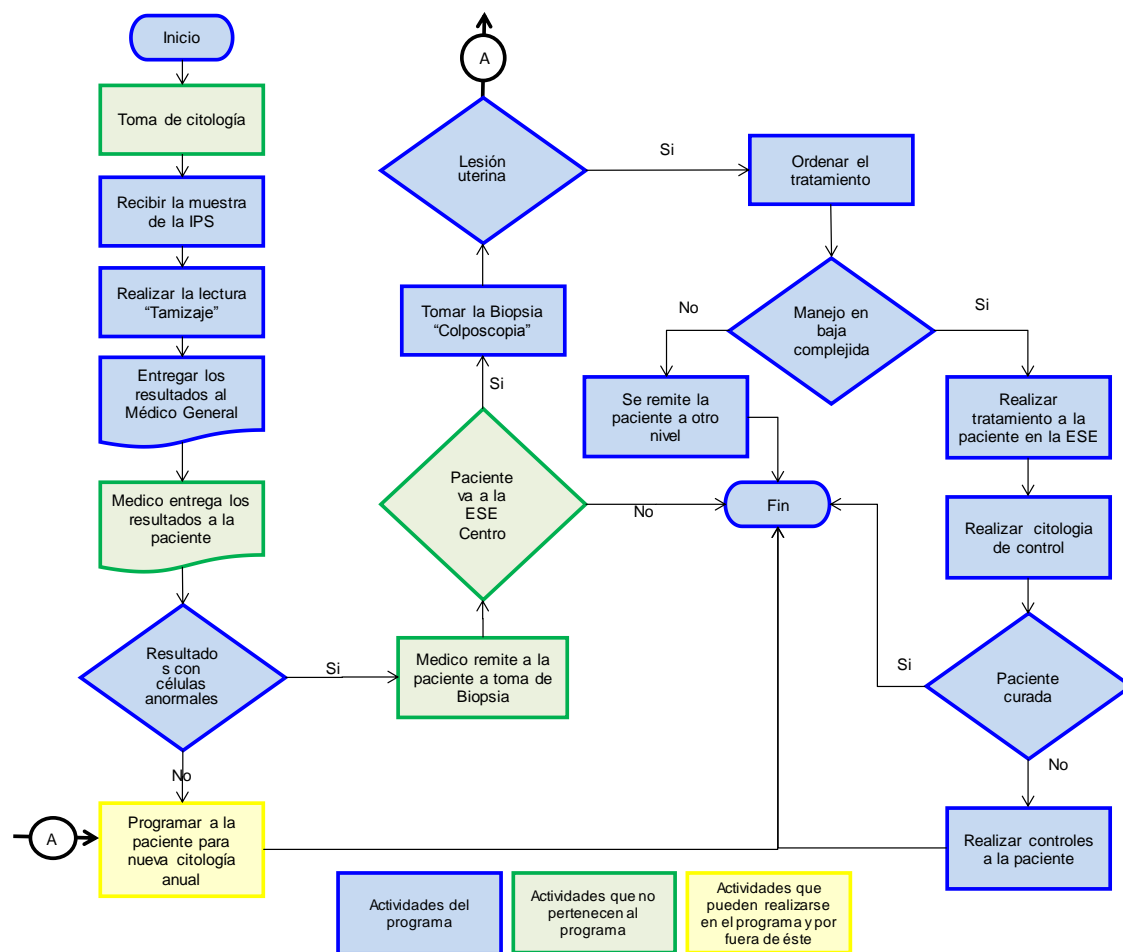 Inicio
Toma de citología
Recibir la muestra
de la IPS
Realizar la lectura
“Tamizaje”
Entregar los
resultados al
Médico General
Medico entrega los
resultados a la
paciente
Resultado
s con
células
anormales
Si
No
A
Programar a la
paciente para
nueva citología
anual
Medico remite a la
paciente a toma de
Biopsia
Paciente
va a la
ESE
Centro
Si
No
Tomar la Biopsia
“Colposcopia”
Lesión
uterina
A
Si
Ordenar el
tratamiento
Manejo en
baja
complejida
No
Si
Se remite la
paciente a otro
nivel
Fin
Realizar
tratamiento a la
paciente en la ESE
Realizar citologia
de control
Paciente
curada
Si
No
Realizar controles
a la paciente
Actividades del
programa
Actividades que no
pertenecen al
programa
Actividades que
pueden realizarse
en el programa y por
fuera de éste